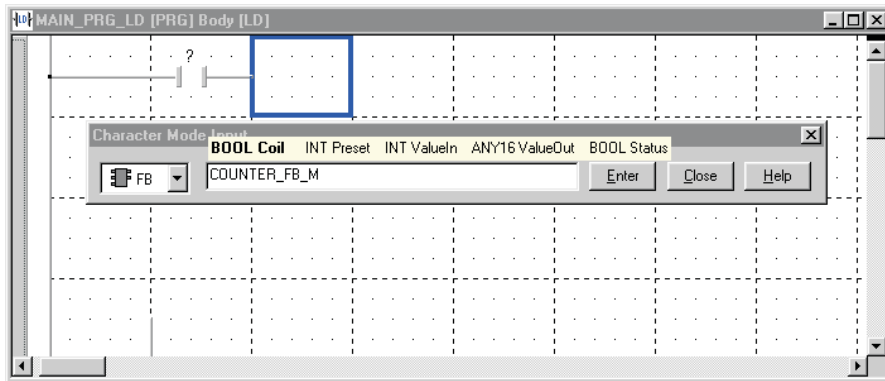 LD MAIN_PRG_LD [PRG] Body [LD]
?
Character Mode Input
BOOL Coil INT Preset INT ValueIn ANY16 ValueOut BOOL Status
FB COUNTER_FB_M Enter Close Help